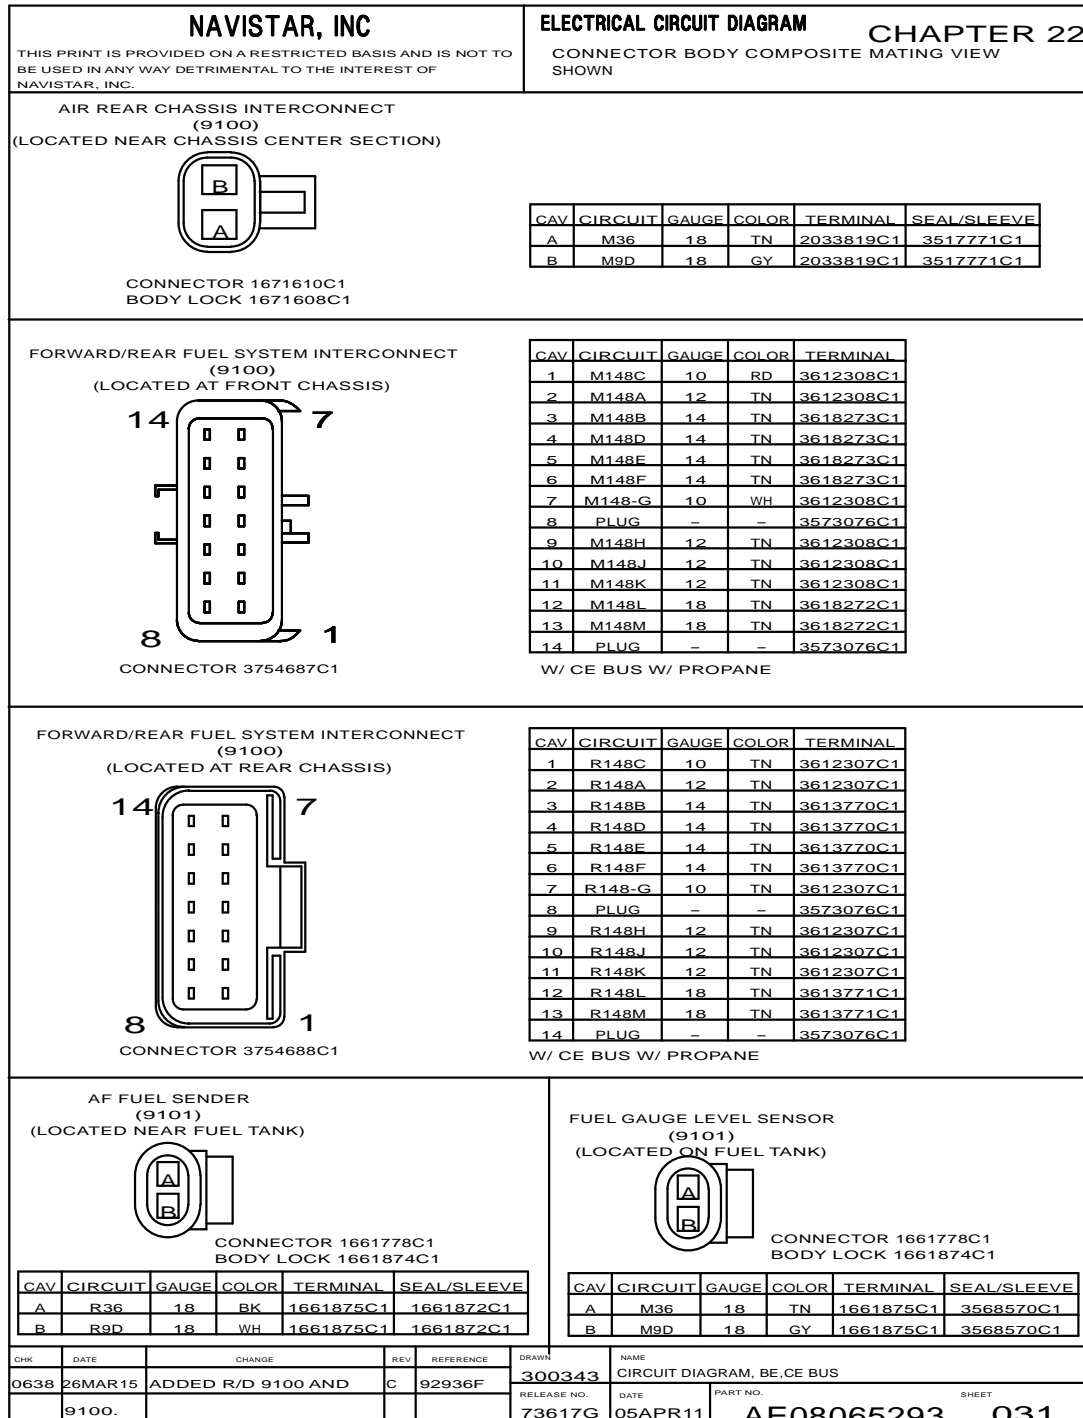 NAVISTAR, INC
THIS PRINT IS PROVIDED ON A RESTRICTED BASIS AND IS NOT TO
BE USED IN ANY WAY DETRIMENTAL TO THE INTEREST OF
NAVISTAR, INC.
ELECTRICAL CIRCUIT DIAGRAM
CHAPTER 22
CONNECTOR BODY COMPOSITE MATING VIEW
SHOWN
AIR REAR CHASSIS INTERCONNECT
(9100)
(LOCATED NEAR CHASSIS CENTER SECTION)
B
A
CONNECTOR 1671610C1
BODY LOCK 1671608C1
CAV CIRCUIT GAUGE COLOR TERMINAL SEAL/SLEEVE
A M36 18 TN 2033819C1 3517771C1
B M9D 18 GY 2033819C1 3517771C1
FORWARD/REAR FUEL SYSTEM INTERCONNECT
(9100)
(LOCATED AT FRONT CHASSIS)
14 7
8 1
CONNECTOR 3754687C1
CAV CIRCUIT GAUGE COLOR TERMINAL
1 M148C 10 RD 3612308C1
2 M148A 12 TN 3612308C1
3 M148B 14 TN 3618273C1
4 M148D 14 TN 3618273C1
5 M148E 14 TN 3618273C1
6 M148F 14 TN 3618273C1
7 M148-G 10 WH 3612308C1
8 PLUG – – 3573076C1
9 M148H 12 TN 3612308C1
10 M148J 12 TN 3612308C1
11 M148K 12 TN 3612308C1
12 M148L 18 TN 3618272C1
13 M148M 18 TN 3618272C1
14 PLUG – – 3573076C1
W/ CE BUS W/ PROPANE
FORWARD/REAR FUEL SYSTEM INTERCONNECT
(9100)
(LOCATED AT REAR CHASSIS)
14 7
8 1
CONNECTOR 3754688C1
CAV CIRCUIT GAUGE COLOR TERMINAL
1 R148C 10 TN 3612307C1
2 R148A 12 TN 3612307C1
3 R148B 14 TN 3613770C1
4 R148D 14 TN 3613770C1
5 R148E 14 TN 3613770C1
6 R148F 14 TN 3613770C1
7 R148-G 10 TN 3612307C1
8 PLUG – – 3573076C1
9 R148H 12 TN 3612307C1
10 R148J 12 TN 3612307C1
11 R148K 12 TN 3612307C1
12 R148L 18 TN 3613771C1
13 R148M 18 TN 3613771C1
14 PLUG – – 3573076C1
W/ CE BUS W/ PROPANE
AF FUEL SENDER
(9101)
(LOCATED NEAR FUEL TANK)
A
B
CONNECTOR 1661778C1
BODY LOCK 1661874C1
CAV CIRCUIT GAUGE COLOR TERMINAL SEAL/SLEEVE
A R36 18 BK 1661875C1 1661872C1
B R9D 18 WH 1661875C1 1661872C1
FUEL GAUGE LEVEL SENSOR
(9101)
(LOCATED ON FUEL TANK)
A
B
CONNECTOR 1661778C1
BODY LOCK 1661874C1
CAV CIRCUIT GAUGE COLOR TERMINAL SEAL/SLEEVE
A M36 18 TN 1661875C1 3568570C1
B M9D 18 GY 1661875C1 3568570C1
CHK DATE CHANGE REV REFERENCE
0638 26MAR15 ADDED R/D 9100 AND C 92936F
9100.
DRAWN
300343
NAME
CIRCUIT DIAGRAM, BE,CE BUS
RELEASE NO.
73617G
DATE
05APR11
PART NO.
AE08065293
SHEET
031